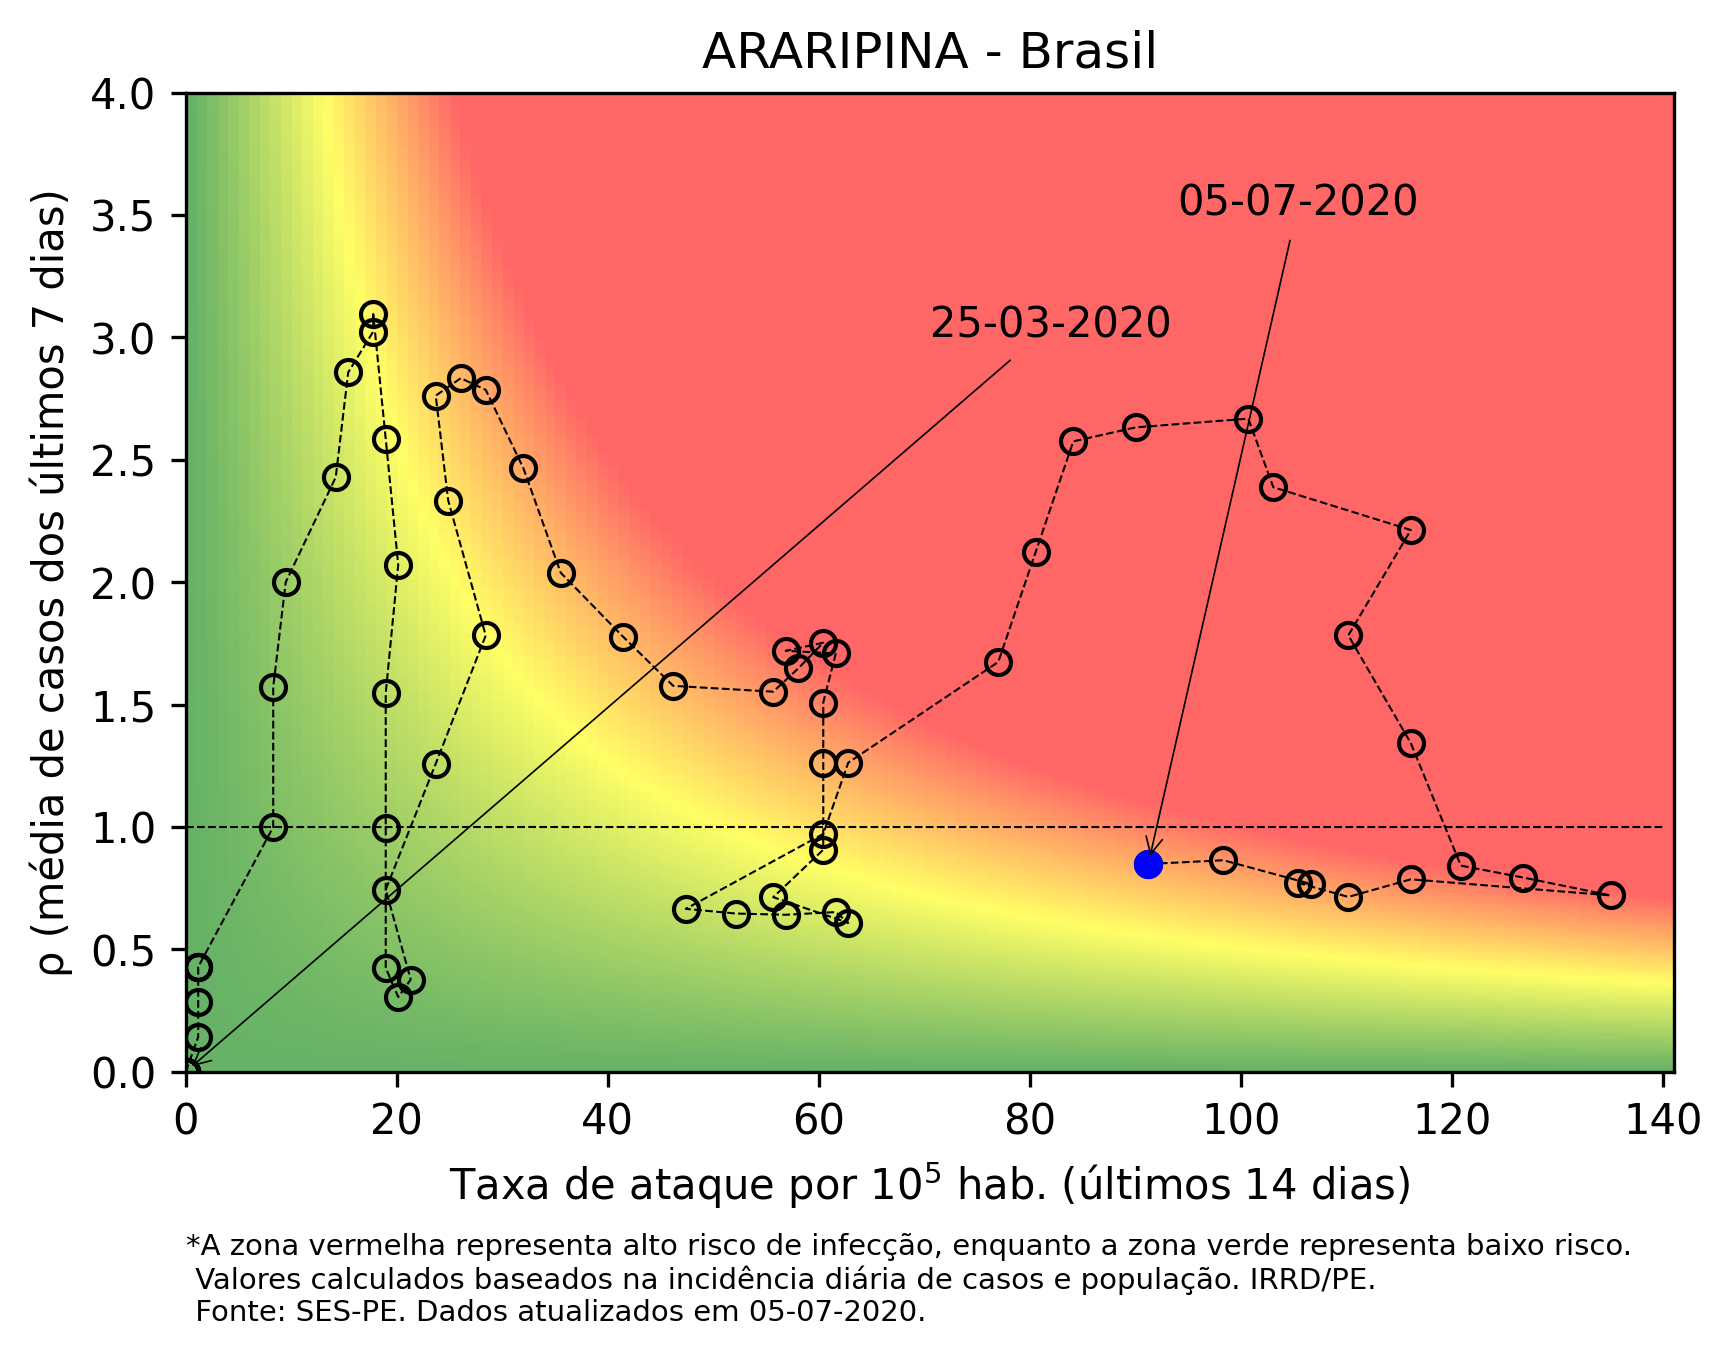 ARARIPINA - Brasil
4.0
3.5
3.0
2.5
2.0
1.5
1.0
0.5
0.0
ρ (média de casos dos últimos 7 dias)
05-07-2020
25-03-2020
0 20 40 60 80 100 120 140
Taxa de ataque por 10⁵ hab. (últimos 14 dias)
*A zona vermelha representa alto risco de infecção, enquanto a zona verde representa baixo risco.
Valores calculados baseados na incidência diária de casos e população. IRRD/PE.
Fonte: SES-PE. Dados atualizados em 05-07-2020.